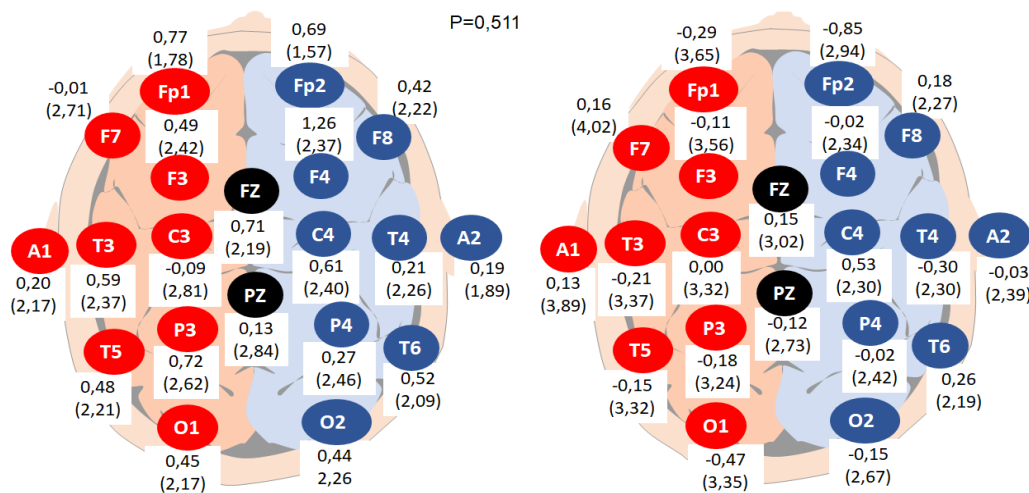 P=0,511
0,77
(1,78)
0,69
(1,57)
-0,01
(2,71)
Fp1
Fp2
0,42
(2,22)
F7
0,49
(2,42)
1,26
(2,37)
F8
F3
FZ
F4
0,71
(2,19)
A1
T3
C3
C4
T4
A2
0,20
(2,17)
0,59
(2,37)
-0,09
(2,81)
0,61
(2,40)
0,21
(2,26)
0,19
(1,89)
PZ
0,13
(2,84)
T5
P3
P4
T6
0,48
(2,21)
0,72
(2,62)
0,27
(2,46)
0,52
(2,09)
O1
O2
0,45
(2,17)
0,44
2,26
-0,29
(3,65)
-0,85
(2,94)
0,16
(4,02)
Fp1
Fp2
0,18
(2,27)
F7
-0,11
(3,56)
-0,02
(2,34)
F8
F3
FZ
F4
0,15
(3,02)
A1
T3
C3
C4
T4
A2
0,13
(3,89)
-0,21
(3,37)
0,00
(3,32)
0,53
(2,30)
-0,30
(2,30)
-0,03
(2,39)
PZ
-0,12
(2,73)
T5
P3
P4
T6
-0,15
(3,32)
-0,18
(3,24)
-0,02
(2,42)
0,26
(2,19)
O1
O2
-0,47
(3,35)
-0,15
(2,67)